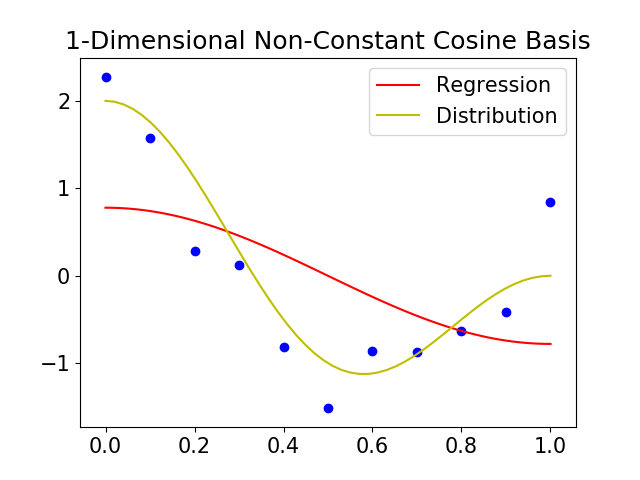 1-Dimensional Non-Constant Cosine Basis
Regression
Distribution
2
1
0
−1
0.0 0.2 0.4 0.6 0.8 1.0